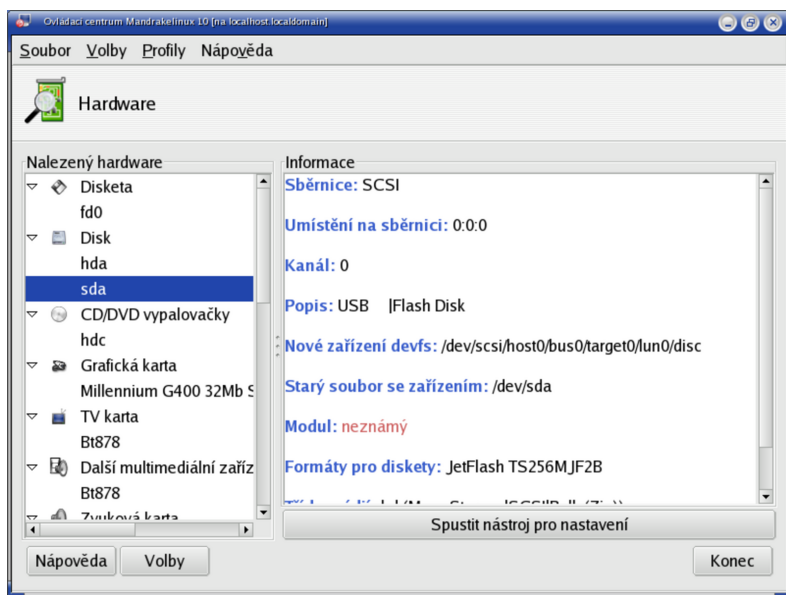 Ovládací centrum Mandrakelinux 10 [na localhost.localdomain]
Soubor Volby Profily Nápověda
Hardware
Nalezený hardware
Disketa
fd0
Disk
hda
sda
CD/DVD vypalovačky
hdc
Grafická karta
Millennium G400 32Mb S
TV karta
Bt878
Další multimediální zaříz
Bt878
Zvuková karta
Informace
Sběrnice: SCSI
Umístění na sběrnici: 0:0:0
Kanál: 0
Popis: USB |Flash Disk
Nové zařízení devfs: /dev/scsi/host0/bus0/target0/lun0/disc
Starý soubor se zařízením: /dev/sda
Modul: neznámý
Formáty pro diskety: JetFlash TS256MJF2B
Spustit nástroj pro nastavení
Nápověda Volby Konec